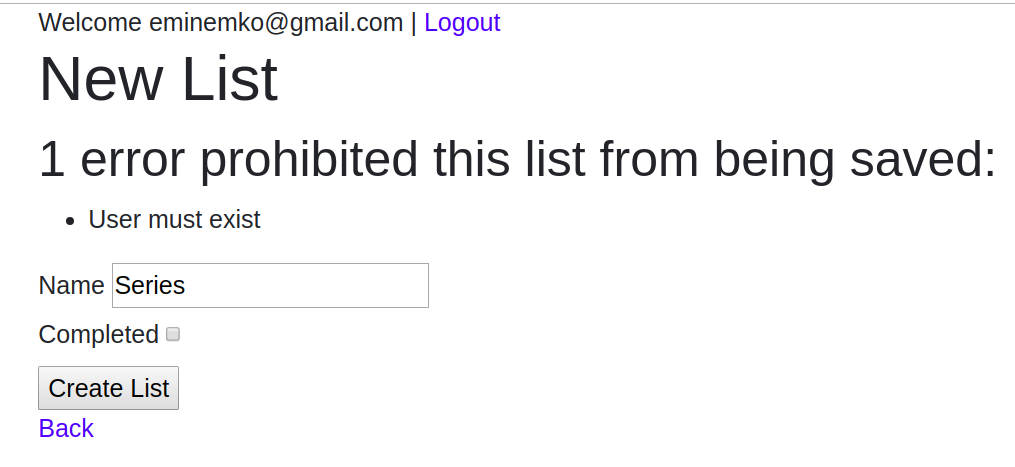 Welcome eminemko@gmail.com | Logout
New List
1 error prohibited this list from being saved:
User must exist
Name Series
Completed
Create List
Back